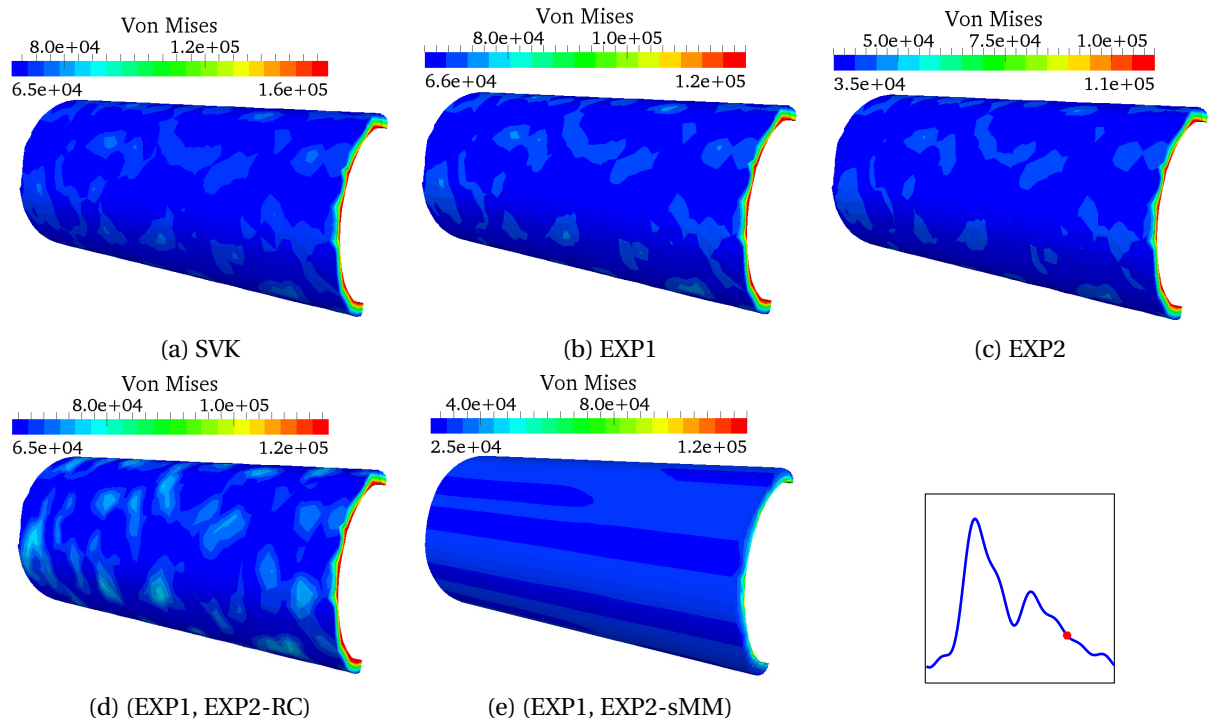 Von Mises
8.0e+04 1.2e+05
6.5e+04 1.6e+05
(a) SVK
Von Mises
8.0e+04 1.0e+05
6.6e+04 1.2e+05
(b) EXP1
Von Mises
5.0e+04 7.5e+04 1.0e+05
3.5e+04 1.1e+05
(c) EXP2
Von Mises
8.0e+04 1.0e+05
6.5e+04 1.2e+05
(d) (EXP1, EXP2-RC)
Von Mises
4.0e+04 8.0e+04
2.5e+04 1.2e+05
(e) (EXP1, EXP2-sMM)